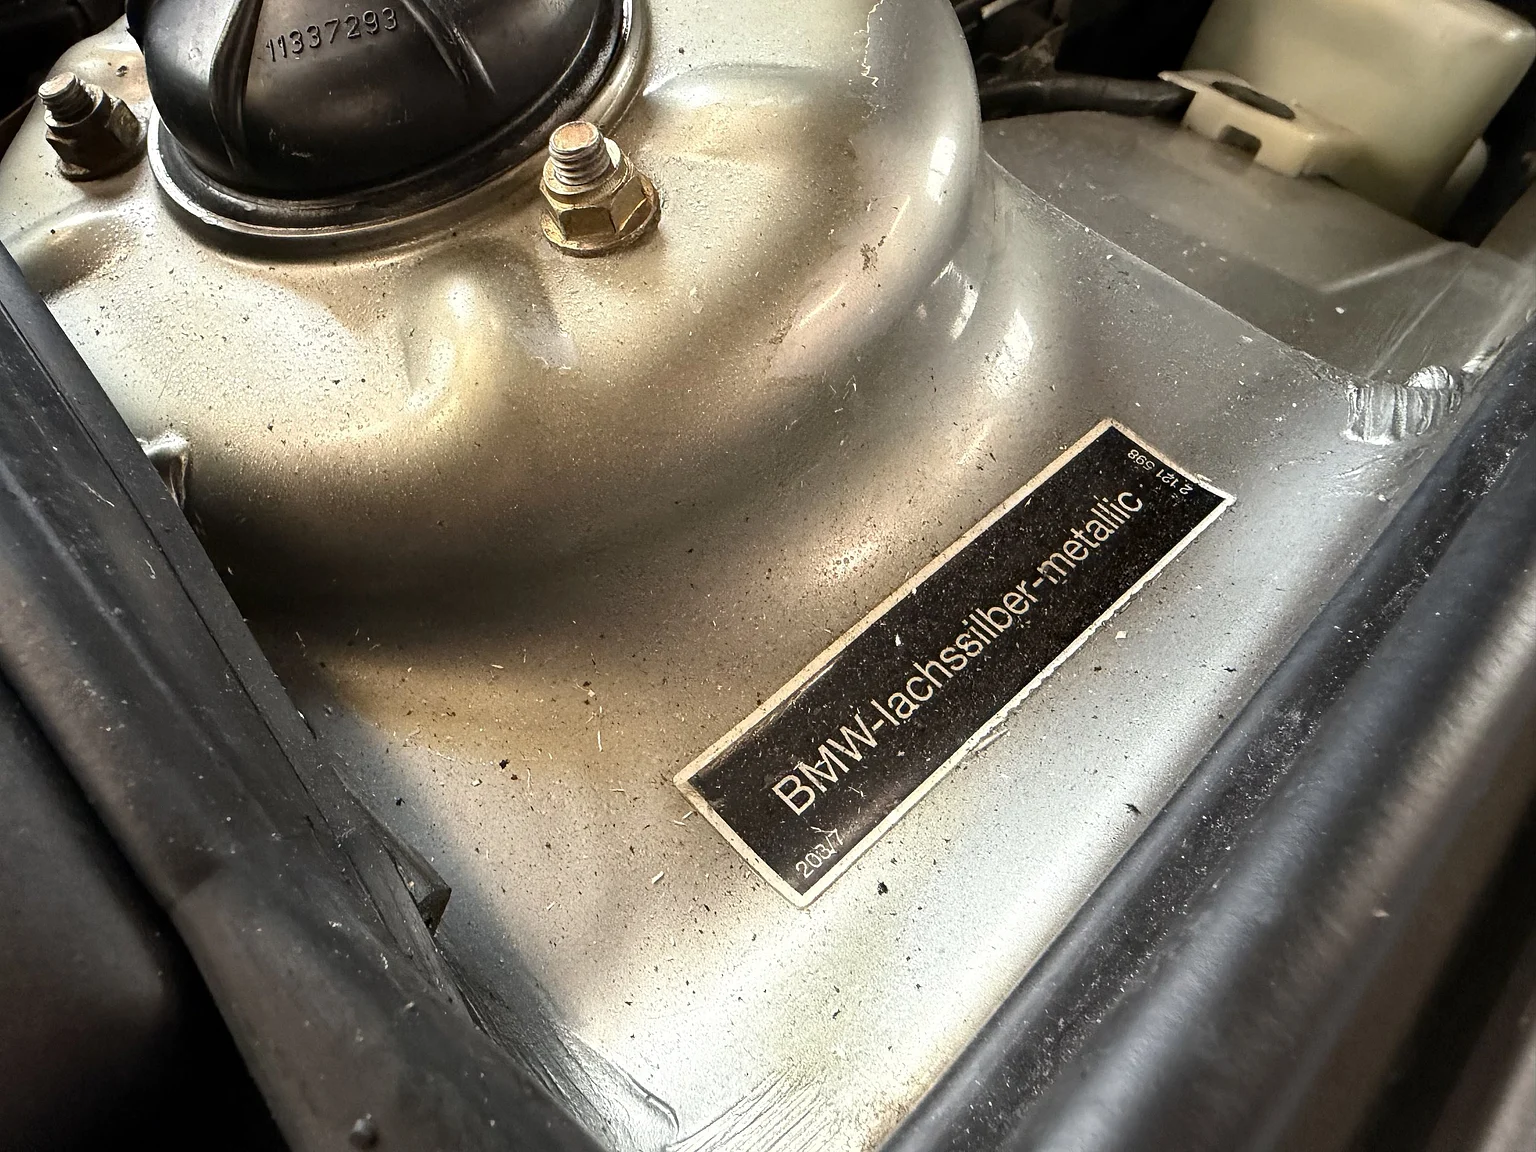 11337293
2 121 598
BMW-lachssilber-metallic
203/7